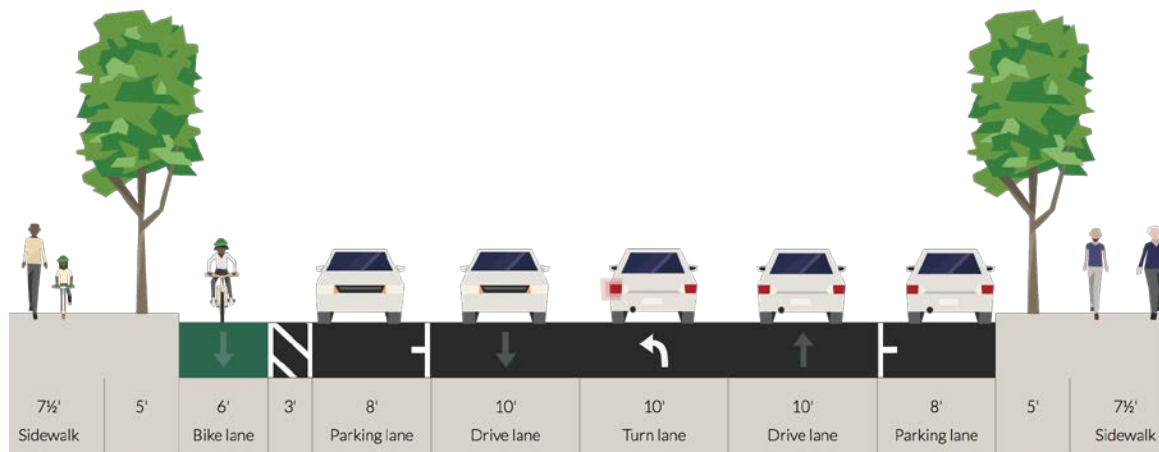 7½' 5' 6' 3' 8' 10' 10' 10' 8' 5' 7½'
Sidewalk Bike lane Parking lane Drive lane Turn lane Drive lane Parking lane Sidewalk